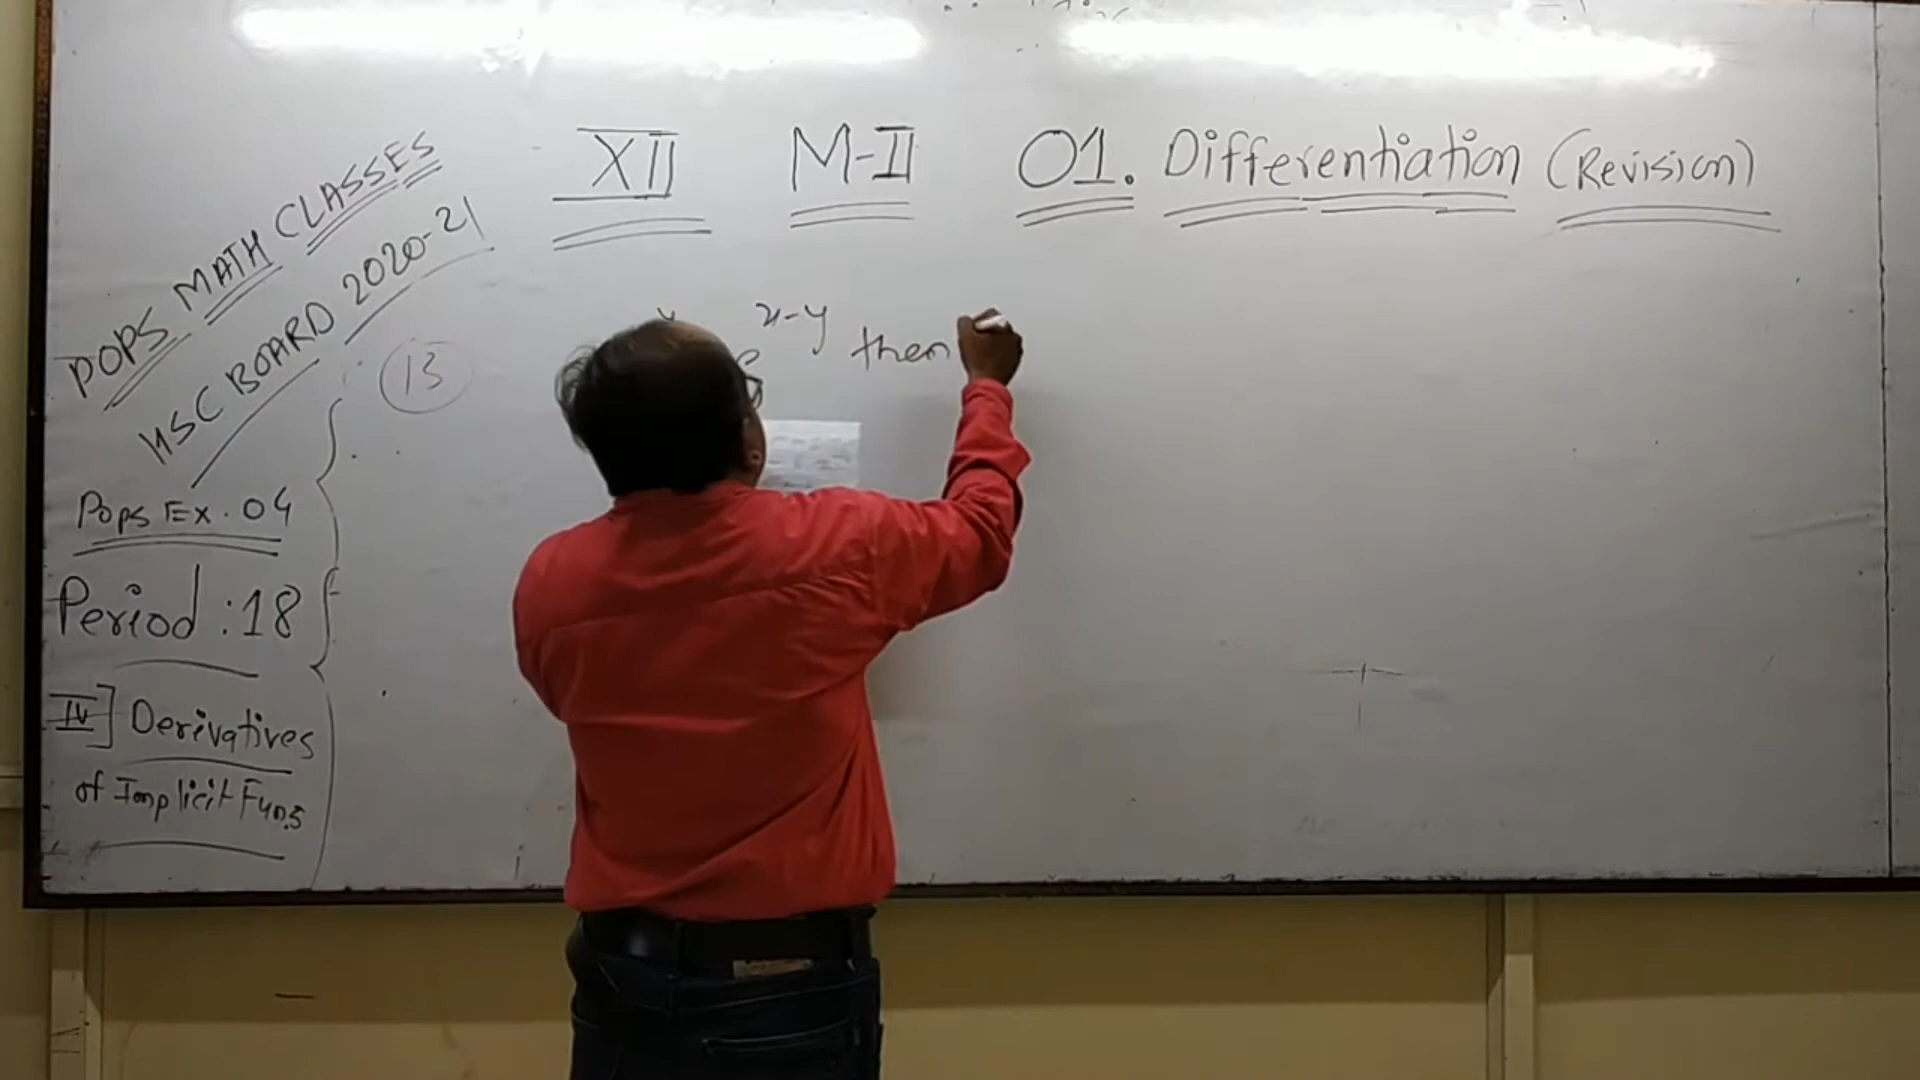 POPS MATH CLASSES
HSC BOARD 2020-21
XII M-II 01. Differentiation (Revision)
13
x-y then
Pops Ex. 04
Period : 18
IV] Derivatives
of Implicit Funs